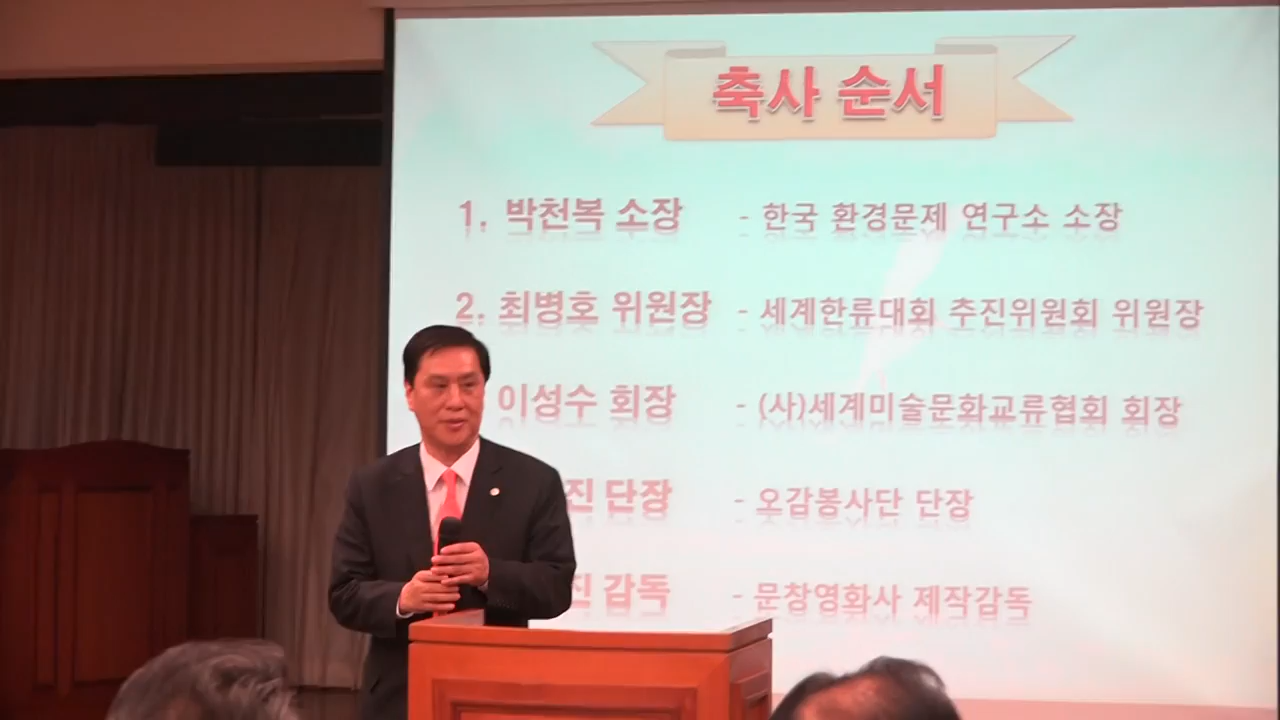 축사 순서
1. 박천복 소장 - 한국 환경문제 연구소 소장
2. 최병호 위원장 - 세계한류대회 추진위원회 위원장
이성수 회장 - (사)세계미술문화교류협회 회장
진 단장 - 오감봉사단 단장
진 감독 - 문창영화사 제작감독